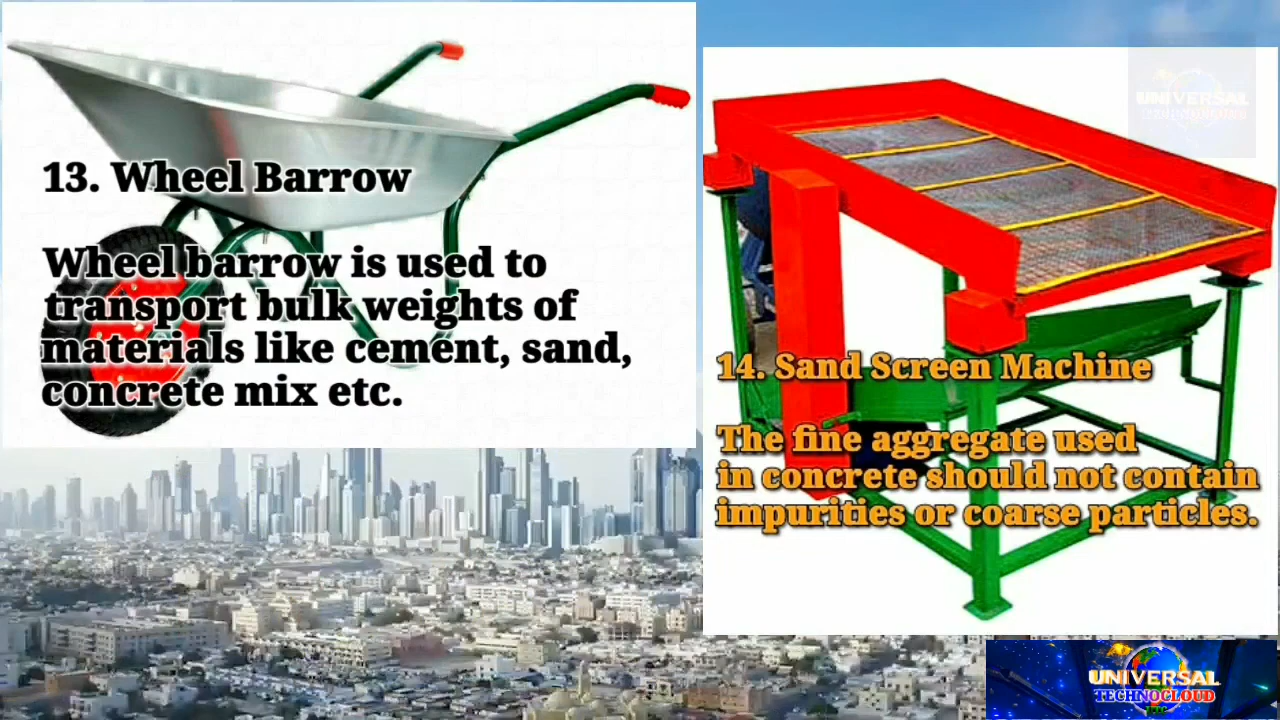 13. Wheel Barrow
Wheel barrow is used to
transport bulk weights of
materials like cement, sand,
concrete mix etc.
UNIVERSAL
14. Sand Screen Machine
The fine aggregate used
in concrete should not contain
impurities or coarse particles.
UNIVERSAL
TECHNOCLOUD